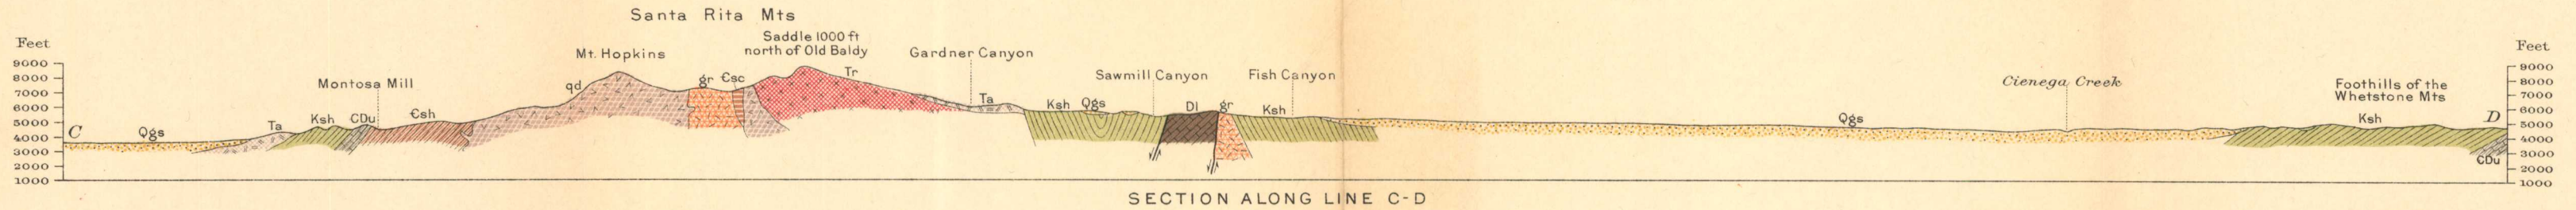 Santa Rita Mts
Saddle 1000 ft
north of Old Baldy
Mt. Hopkins
Gardner Canyon
Montosa Mill
Sawmill Canyon
Fish Canyon
Cienega Creek
Foothills of the
Whetstone Mts
Feet
9000
8000
7000
6000
5000
4000
3000
2000
1000
C
Qgs
Ta
Ksh
CDu
Єsh
qd
gr
Єsc
Tr
Ta
Ksh
Qgs
Dl
gr
Ksh
Qgs
Ksh
CDu
D
Feet
9000
8000
7000
6000
5000
4000
3000
2000
1000
SECTION ALONG LINE C-D